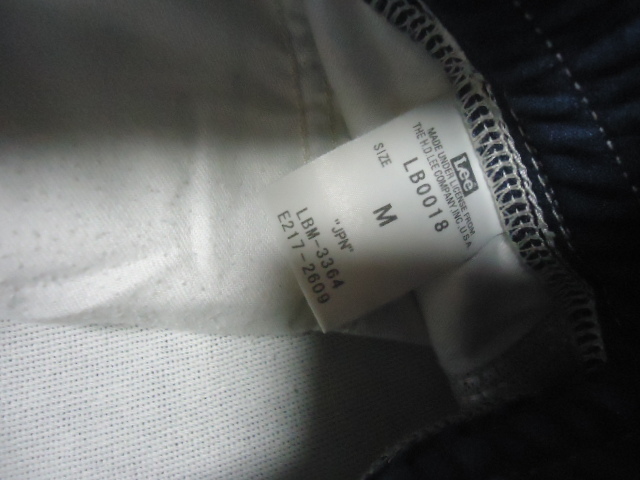 Lee
MADE UNDER LICENSE FROM
THE H.D LEE COMPANY, INC, U.S.A.
LB0018
SIZE M
"JPN"
LBM-3364
E217-2609